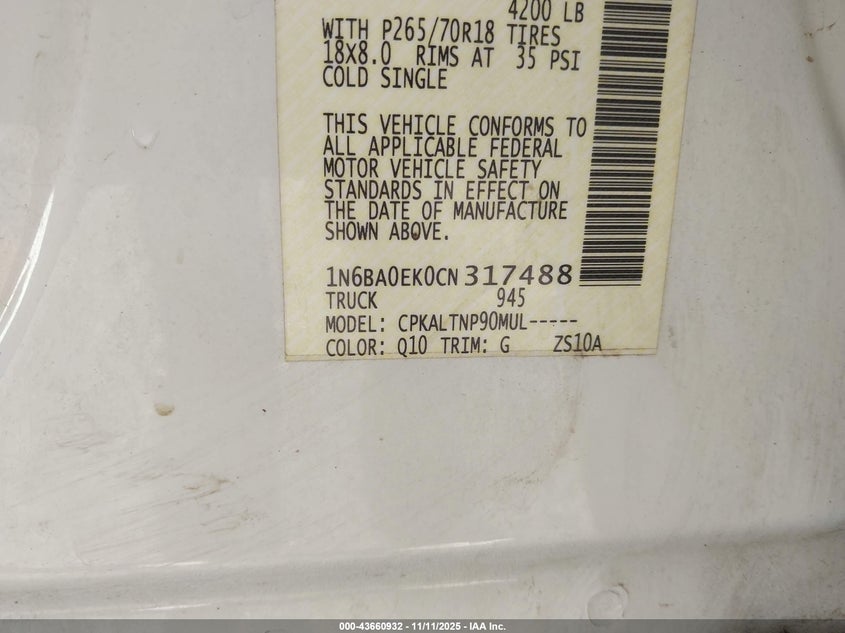 4200 LB
WITH P265/70R18 TIRES
18X8.0 RIMS AT 35 PSI
COLD SINGLE
THIS VEHICLE CONFORMS TO
ALL APPLICABLE FEDERAL
MOTOR VEHICLE SAFETY
STANDARDS IN EFFECT ON
THE DATE OF MANUFACTURE
SHOWN ABOVE.
1N6BA0EK0CN317488
TRUCK 945
MODEL: CPKALTNP90MUL-----
COLOR: Q10 TRIM: G ZS10A
000-43660932 - 11/11/2025 - IAA Inc.